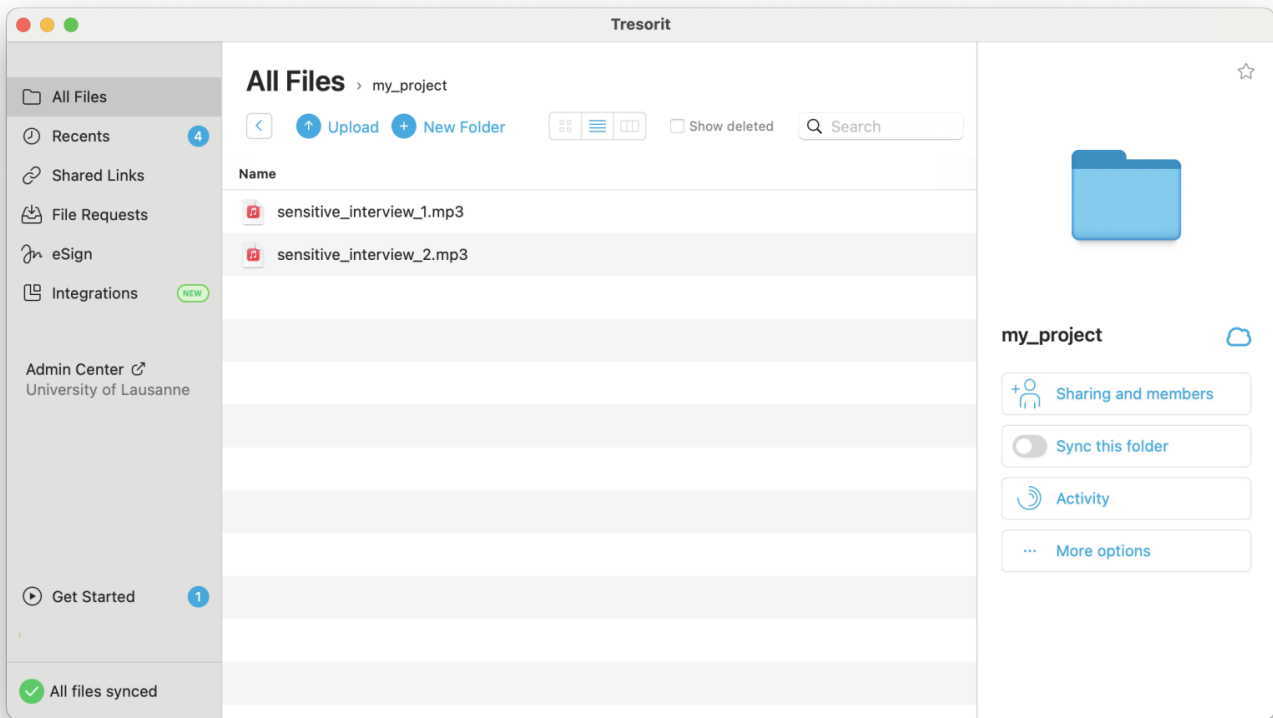 Tresorit
All Files
Recents 4
Shared Links
File Requests
eSign
Integrations NEW
Admin Center
University of Lausanne
Get Started 1
All files synced
All Files › my_project
Upload
New Folder
Show deleted
Search
Name
sensitive_interview_1.mp3
sensitive_interview_2.mp3
my_project
Sharing and members
Sync this folder
Activity
More options